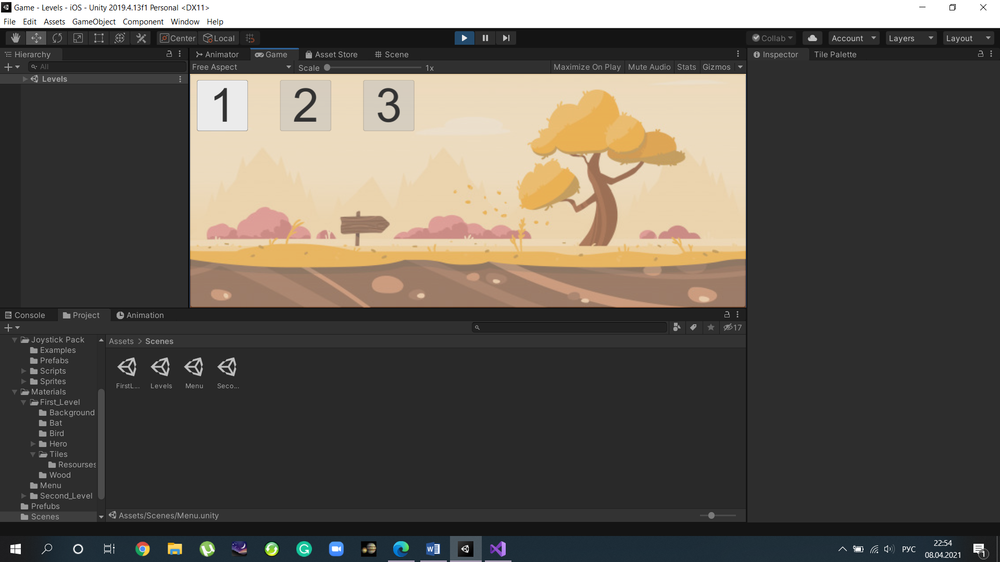 Game - Levels - iOS - Unity 2019.4.13f1 Personal <DX11>
File Edit Assets GameObject Component Window Help
Center Local Collab Account Layers Layout
Hierarchy
All
Levels
Animator Game Asset Store Scene
Free Aspect Scale 1x Maximize On Play Mute Audio Stats Gizmos
1 2 3
Inspector Tile Palette
Console Project Animation
17
Joystick Pack
Examples
Prefabs
Scripts
Sprites
Materials
First_Level
Background
Bat
Bird
Hero
Tiles
Resourses
Wood
Menu
Second_Level
Prefubs
Scenes
Assets > Scenes
FirstL... Levels Menu Seco...
Assets/Scenes/Menu.unity
РУС
22:54
08.04.2021
1